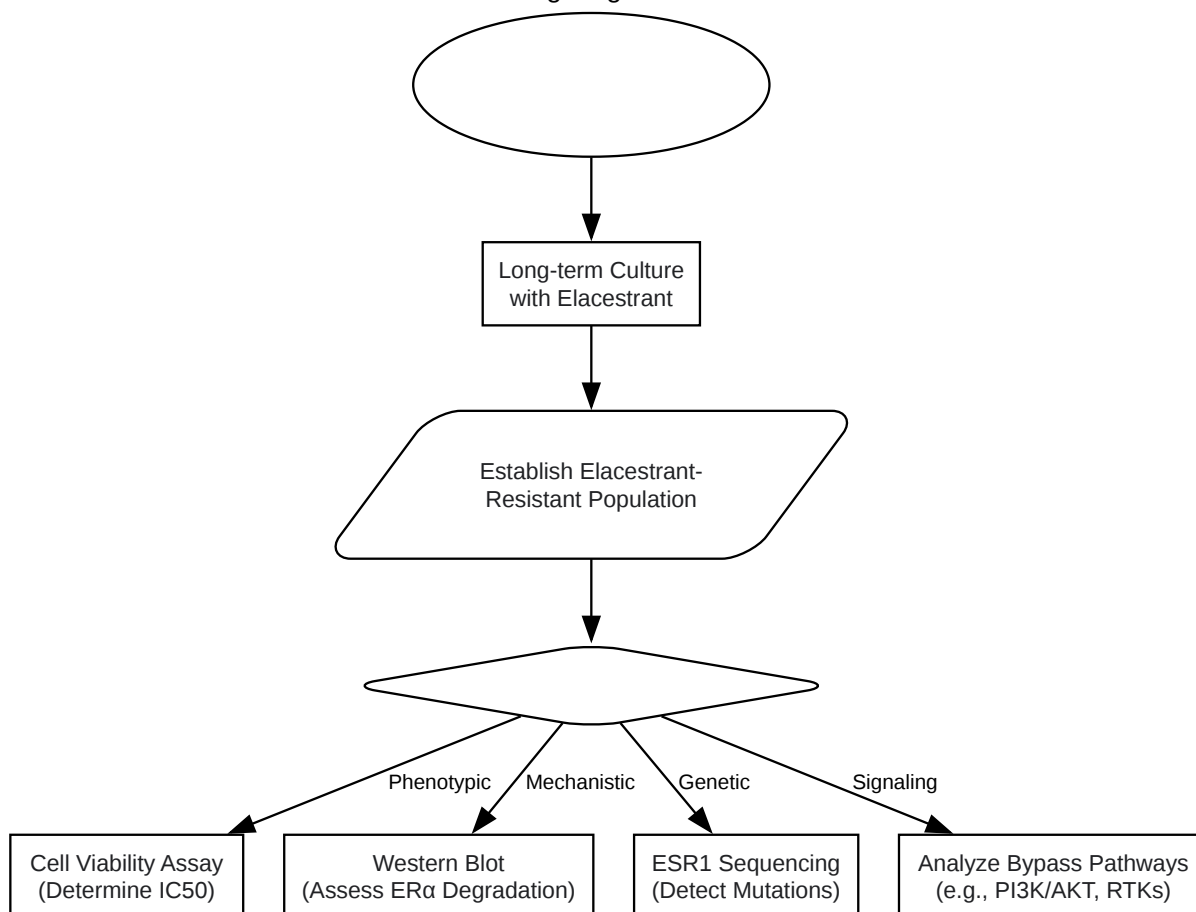 Long-term Culture
with Elacestrant
Establish Elacestrant-
Resistant Population
Phenotypic
Mechanistic
Genetic
Signaling
Cell Viability Assay
(Determine IC50)
Western Blot
(Assess ERα Degradation)
ESR1 Sequencing
(Detect Mutations)
Analyze Bypass Pathways
(e.g., PI3K/AKT, RTKs)